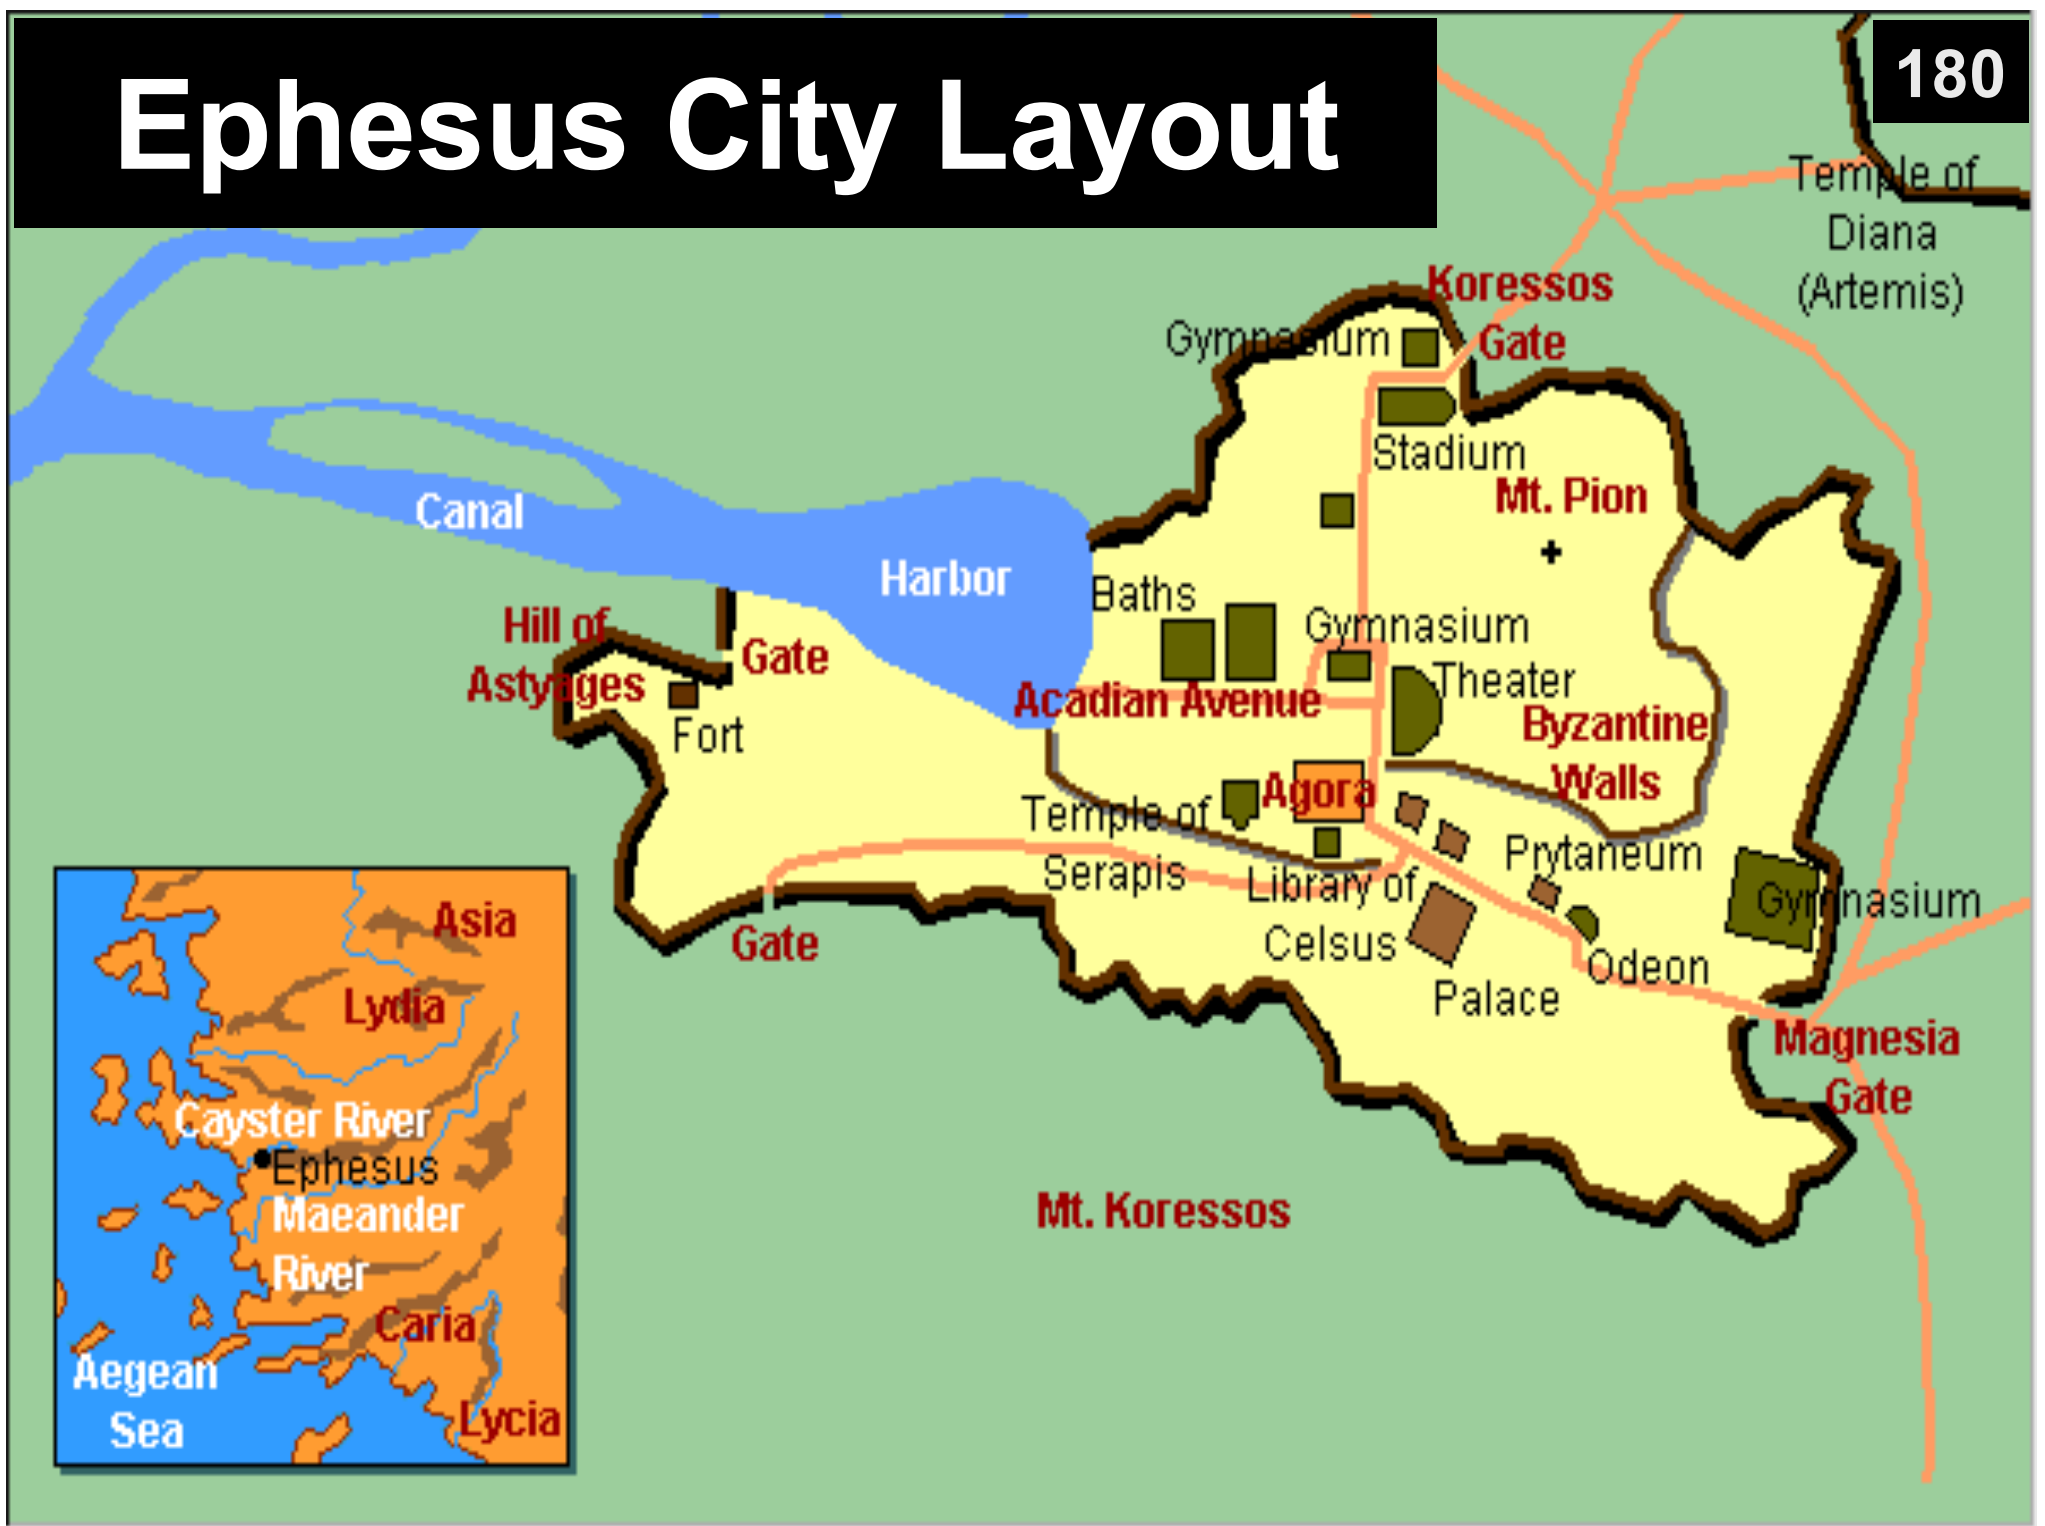 Ephesus City Layout
180
Temple of
Diana
(Artemis)
Koressos
Gate
Gymnasium
Stadium
Mt. Pion
Canal
Harbor
Baths
Gymnasium
Hill of
Astyages
Gate
Fort
Acadian Avenue
Theater
Byzantine
Walls
Agora
Temple of
Serapis
Prytaneum
Library of
Celsus
Gymnasium
Gate
Odeon
Palace
Magnesia
Gate
Mt. Koressos
Asia
Lydia
Cayster River
Ephesus
Maeander
River
Caria
Aegean
Sea
Lycia